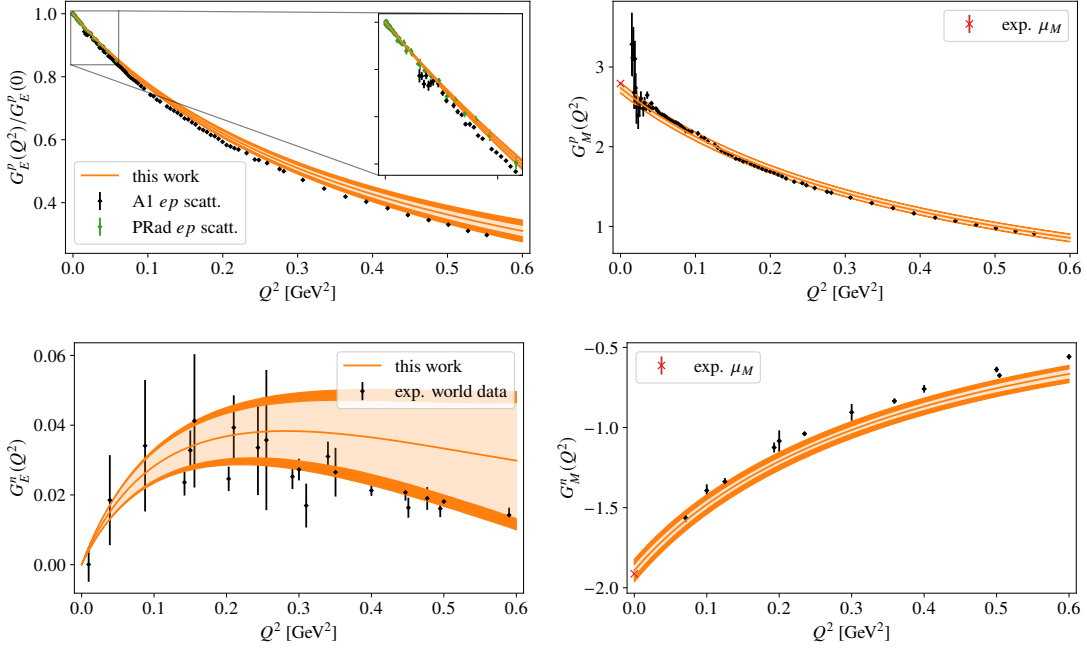 1.0
0.8
0.6
0.4
0.0
0.1
0.2
0.3
0.4
0.5
0.6
G_E^p(Q^2)/G_E^p(0)
Q^2 [GeV^2]
this work
A1 ep scatt.
PRad ep scatt.
3
2
1
0.0
0.1
0.2
0.3
0.4
0.5
0.6
G_M^p(Q^2)
Q^2 [GeV^2]
exp. μ_M
0.06
0.04
0.02
0.00
0.0
0.1
0.2
0.3
0.4
0.5
0.6
G_E^n(Q^2)
Q^2 [GeV^2]
this work
exp. world data
−0.5
−1.0
−1.5
−2.0
0.0
0.1
0.2
0.3
0.4
0.5
0.6
G_M^n(Q^2)
Q^2 [GeV^2]
exp. μ_M